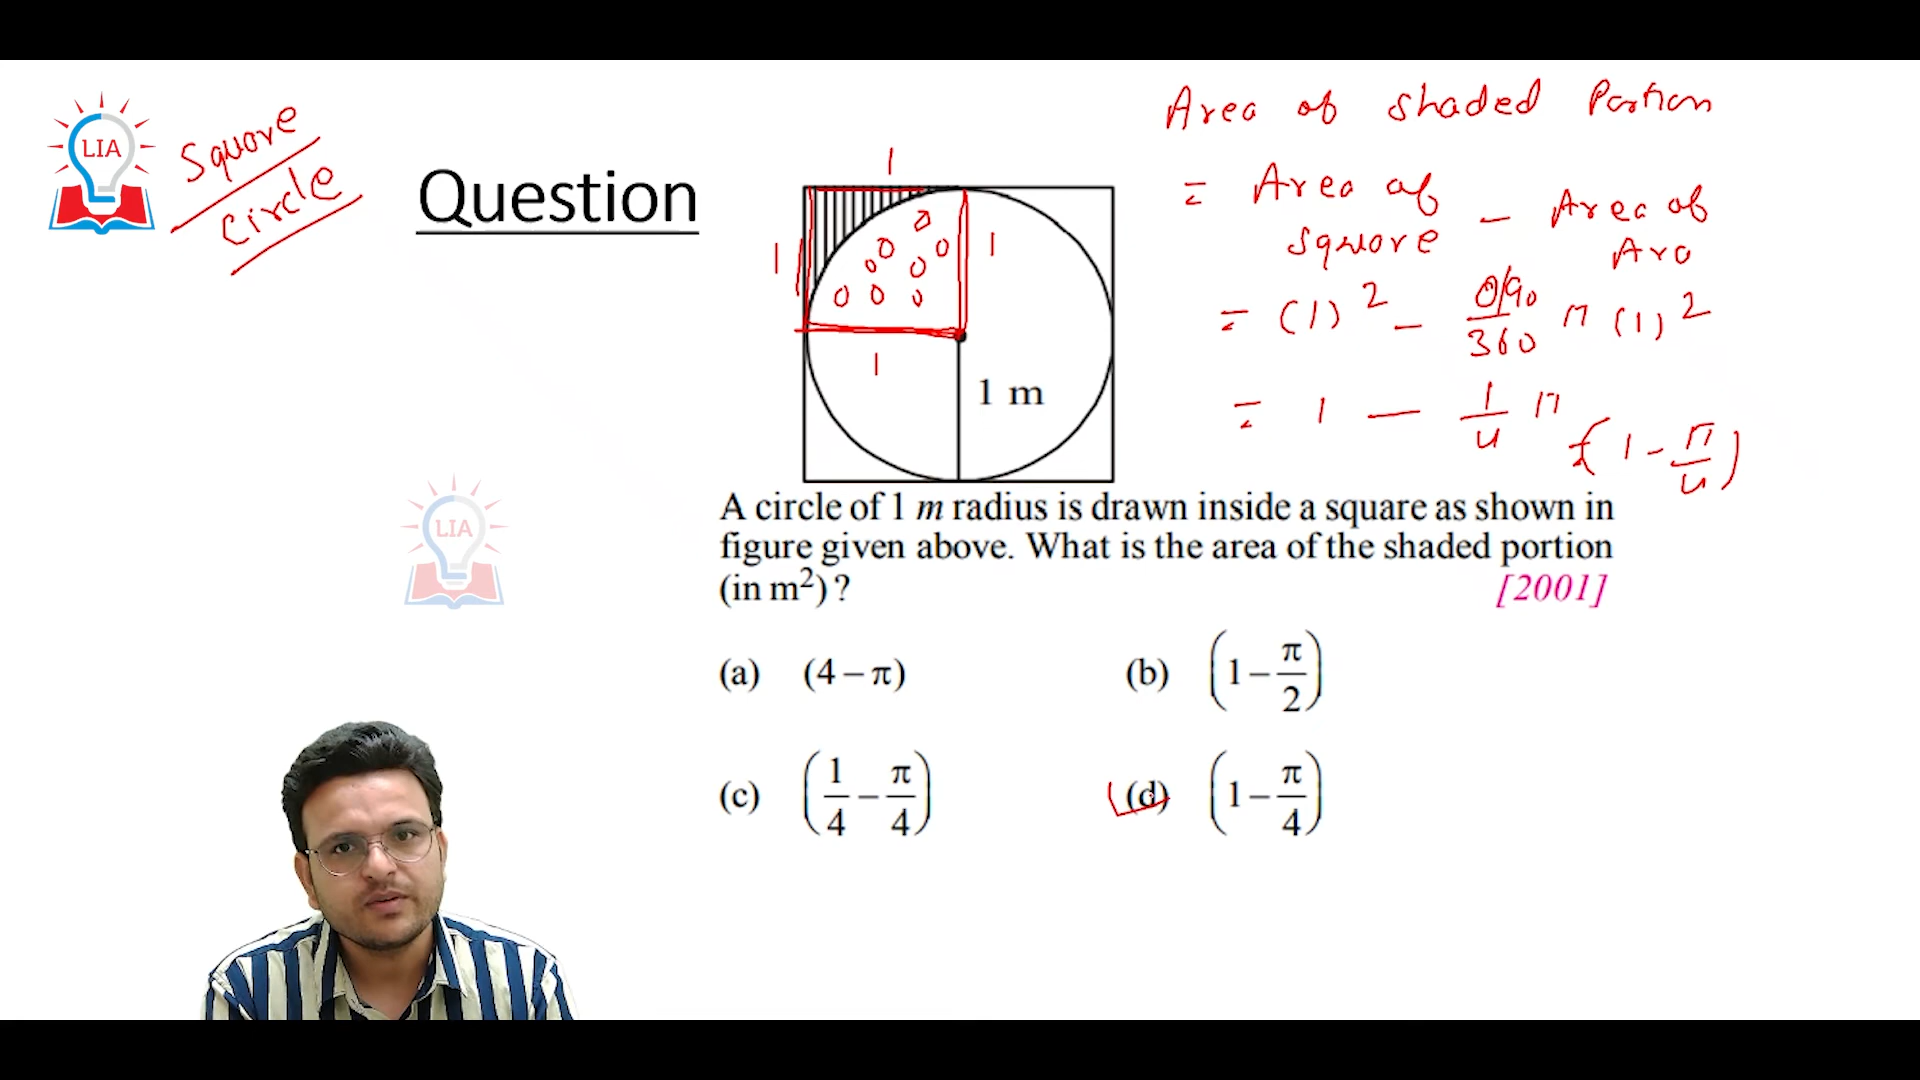 LIA
Square
Circle
Question
1
1
1
1
1 m
Area of shaded Portion
= Area of square - Area of Arc
= (1)² - θ/90/360 π (1)²
= 1 - 1/4 π
(1 - π/4)
LIA
A circle of 1 m radius is drawn inside a square as shown in
figure given above. What is the area of the shaded portion
(in m²) ?
[2001]
(a) (4 – π)
(b) (1 – π/2)
(c) (1/4 – π/4)
(d) (1 – π/4)